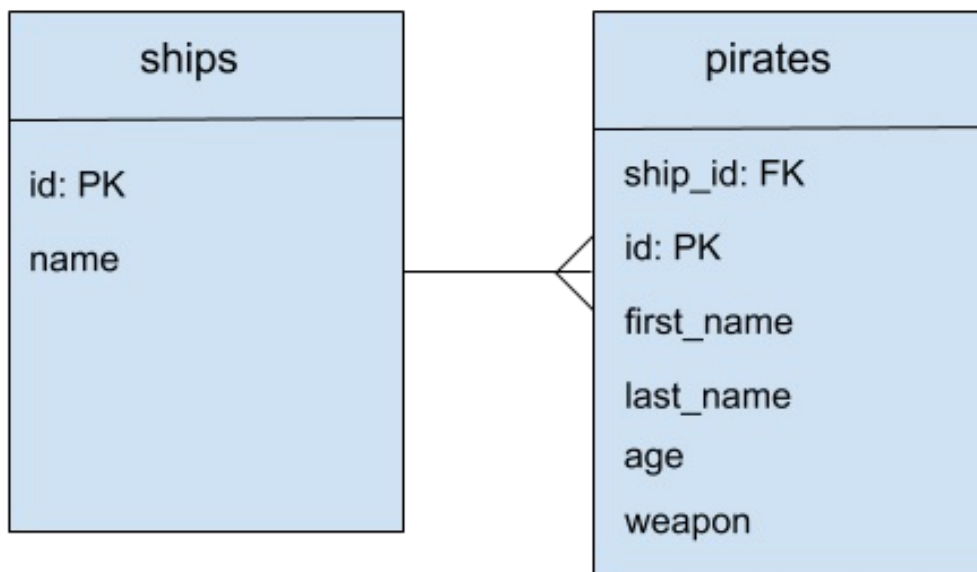 ships
id: PK
name
pirates
ship_id: FK
id: PK
first_name
last_name
age
weapon